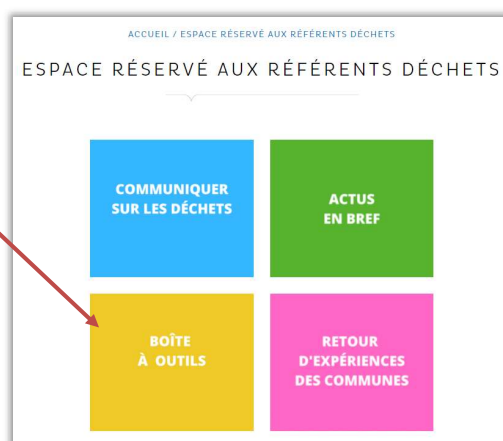 ACCUEIL / ESPACE RÉSERVÉ AUX RÉFÉRENTS DÉCHETS
ESPACE RÉSERVÉ AUX RÉFÉRENTS DÉCHETS
COMMUNIQUER
SUR LES DÉCHETS
ACTUS
EN BREF
BOÎTE
À OUTILS
RETOUR
D'EXPÉRIENCES
DES COMMUNES